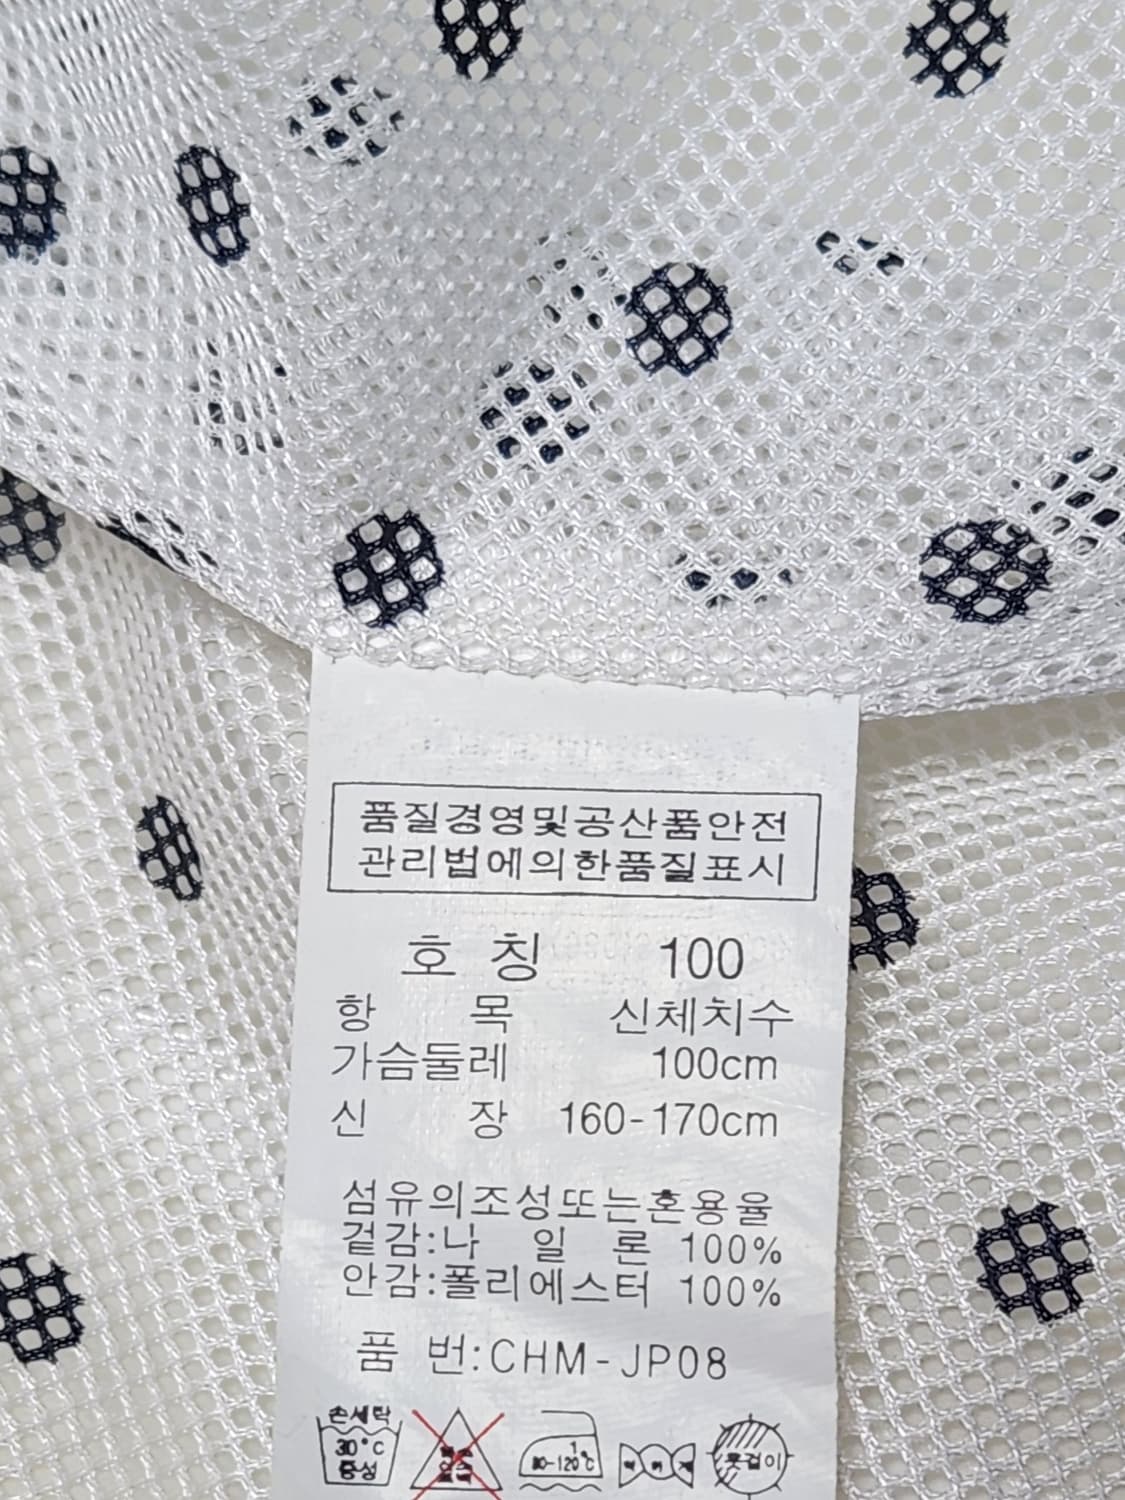 품질경영및공산품안전
관리법에의한품질표시
호 칭 100
항 목 신체치수
가슴둘레 100cm
신 장 160-170cm
섬유의조성또는혼용율
겉감:나 일 론 100%
안감:폴리에스터 100%
품 번:CHM-JP08
손세탁
30°C
중성
옷걸이